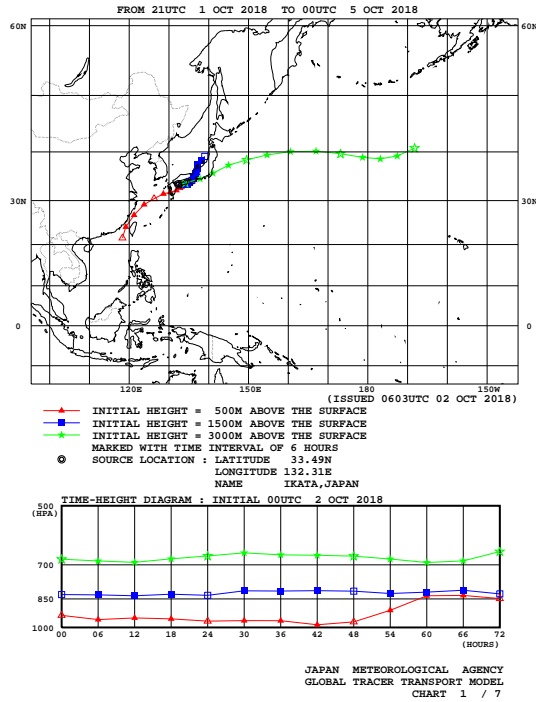 FROM 21UTC 1 OCT 2018 TO 00UTC 5 OCT 2018
60N 60N
30N 30N
0 0
120E 150E 180 150W
(ISSUED 0603UTC 02 OCT 2018)
INITIAL HEIGHT = 500M ABOVE THE SURFACE
INITIAL HEIGHT = 1500M ABOVE THE SURFACE
INITIAL HEIGHT = 3000M ABOVE THE SURFACE
MARKED WITH TIME INTERVAL OF 6 HOURS
SOURCE LOCATION : LATITUDE 33.49N
LONGITUDE 132.31E
NAME IKATA,JAPAN
TIME-HEIGHT DIAGRAM : INITIAL 00UTC 2 OCT 2018
500
(HPA)
700
850
1000
00 06 12 18 24 30 36 42 48 54 60 66 72
(HOURS)
JAPAN METEOROLOGICAL AGENCY
GLOBAL TRACER TRANSPORT MODEL
CHART 1 / 7